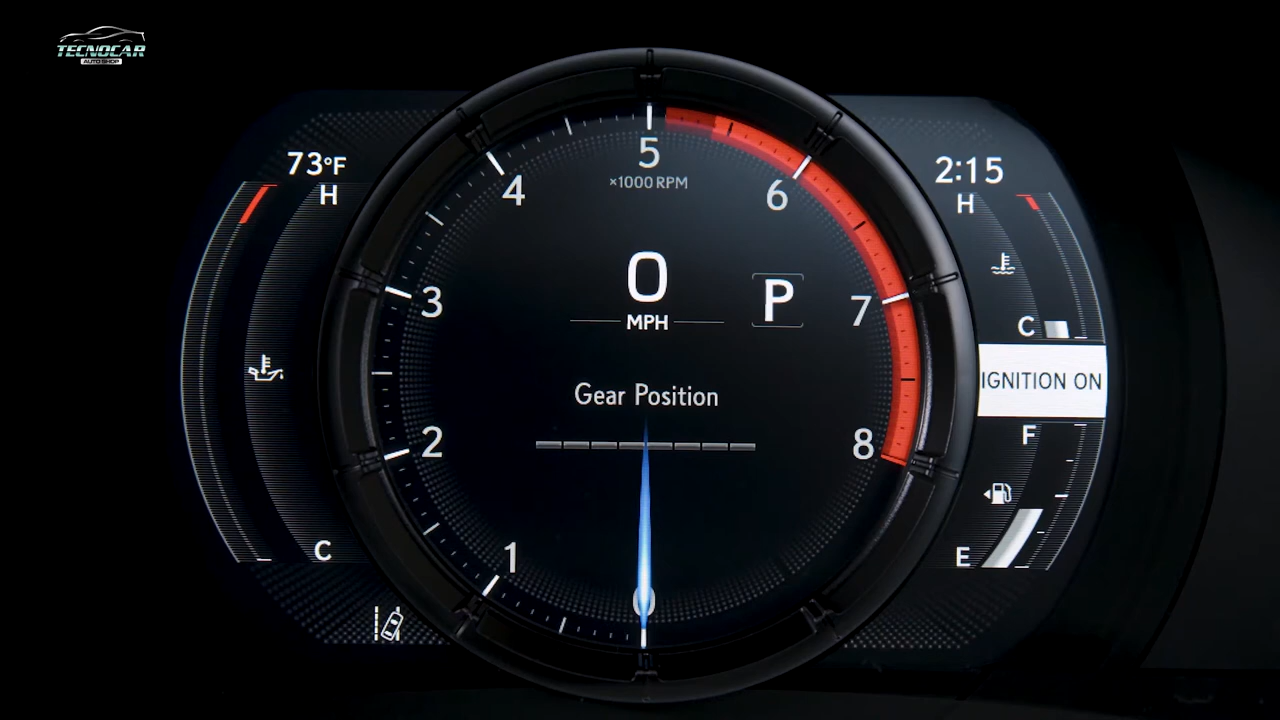 TECNOCAR
AUTO SHOP
73°F
H
C
5
×1000 RPM
4
6
3
7
2
8
1
0
0
MPH
P
Gear Position
2:15
H
C
IGNITION ON
F
E